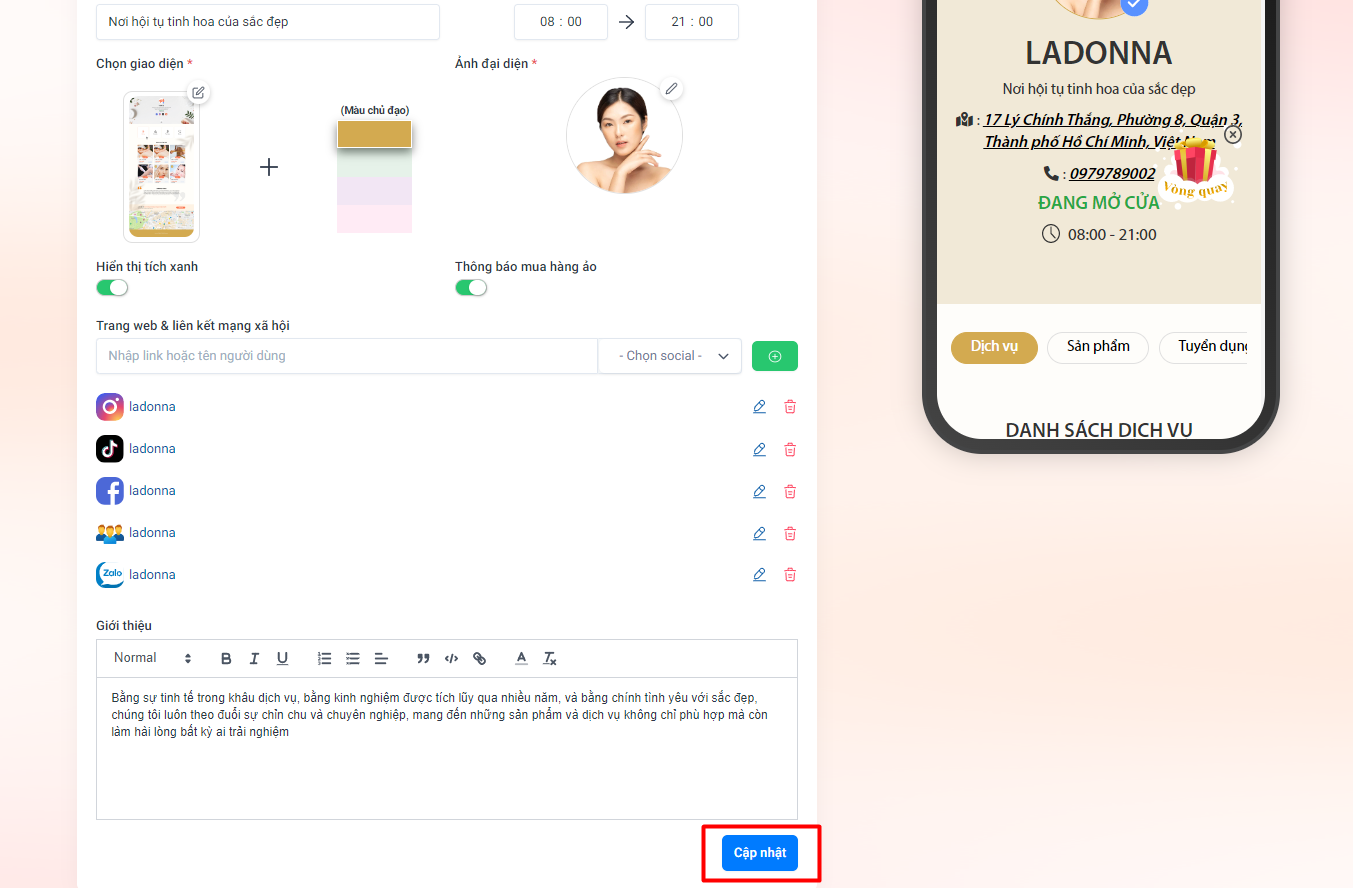 Nơi hội tụ tinh hoa của sắc đẹp
08 : 00
21 : 00
Chọn giao diện *
Ảnh đại diện *
(Màu chủ đạo)
Hiển thị tích xanh
Thông báo mua hàng ảo
Trang web & liên kết mạng xã hội
Nhập link hoặc tên người dùng
- Chọn social -
ladonna
ladonna
ladonna
ladonna
Zalo
ladonna
Giới thiệu
Normal
Bằng sự tinh tế trong khâu dịch vụ, bằng kinh nghiệm được tích lũy qua nhiều năm, và bằng chính tình yêu với sắc đẹp,
chúng tôi luôn theo đuổi sự chỉn chu và chuyên nghiệp, mang đến những sản phẩm và dịch vụ không chỉ phù hợp mà còn
làm hài lòng bất kỳ ai trải nghiệm
Cập nhật
LADONNA
Nơi hội tụ tinh hoa của sắc đẹp
: 17 Lý Chính Thắng, Phường 8, Quận 3,
Thành phố Hồ Chí Minh, Việt Nam
: 0979789002
Vòng quay
ĐANG MỞ CỬA
08:00 - 21:00
Dịch vụ
Sản phẩm
Tuyển dụng
DANH SÁCH DỊCH VỤ